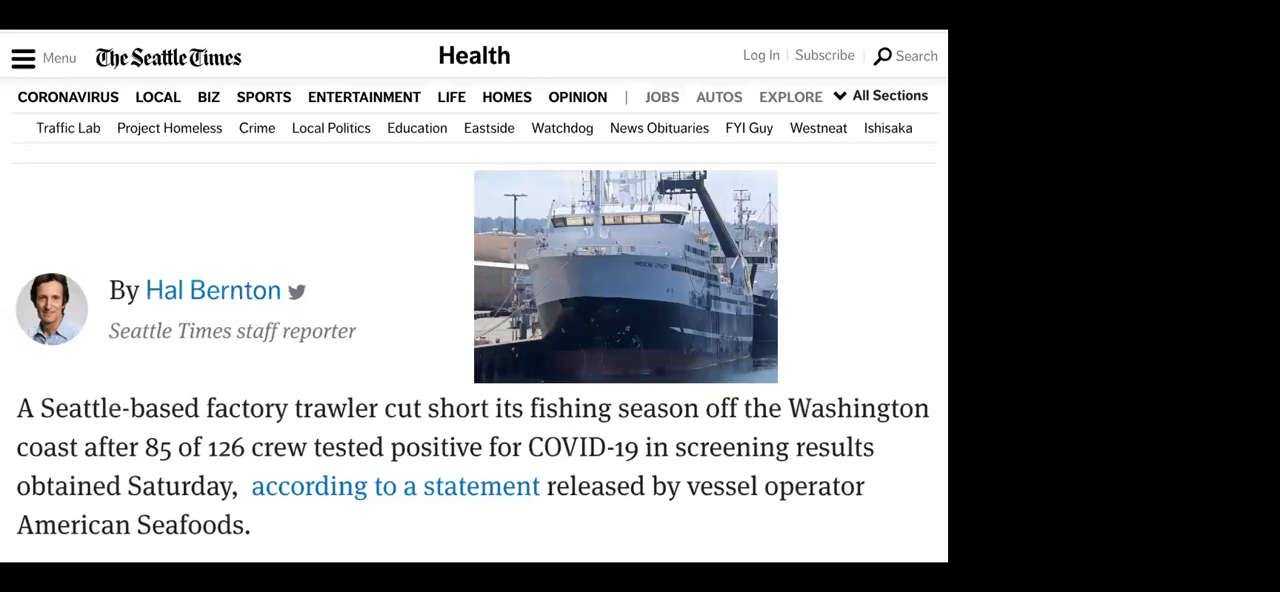 Menu The Seattle Times Health Log In Subscribe Search
CORONAVIRUS LOCAL BIZ SPORTS ENTERTAINMENT LIFE HOMES OPINION | JOBS AUTOS EXPLORE All Sections
Traffic Lab Project Homeless Crime Local Politics Education Eastside Watchdog News Obituaries FYI Guy Westneat Ishisaka
AMERICAN DYNASTY
By Hal Bernton
Seattle Times staff reporter
A Seattle-based factory trawler cut short its fishing season off the Washington
coast after 85 of 126 crew tested positive for COVID-19 in screening results
obtained Saturday, according to a statement released by vessel operator
American Seafoods.